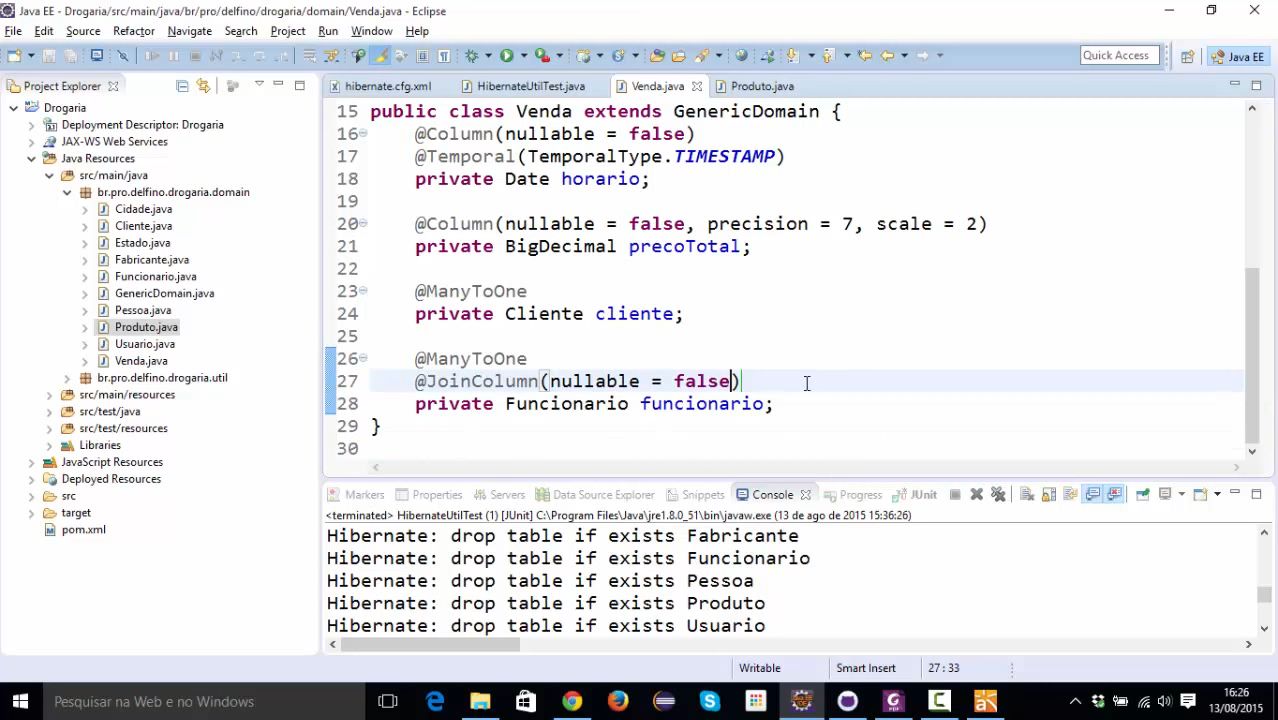 Java EE - Drogaria/src/main/java/br/pro/delfino/drogaria/domain/Venda.java - Eclipse
File Edit Source Refactor Navigate Search Project Run Window Help
Quick Access Java EE
Project Explorer
hibernate.cfg.xml HibernateUtilTest.java Venda.java Produto.java
Drogaria
Deployment Descriptor: Drogaria
JAX-WS Web Services
Java Resources
src/main/java
br.pro.delfino.drogaria.domain
Cidade.java
Cliente.java
Estado.java
Fabricante.java
Funcionario.java
GenericDomain.java
Pessoa.java
Produto.java
Usuario.java
Venda.java
br.pro.delfino.drogaria.util
src/main/resources
src/test/java
src/test/resources
Libraries
JavaScript Resources
Deployed Resources
src
target
pom.xml
15 public class Venda extends GenericDomain {
16 @Column(nullable = false)
17 @Temporal(TemporalType.TIMESTAMP)
18 private Date horario;
19
20 @Column(nullable = false, precision = 7, scale = 2)
21 private BigDecimal precoTotal;
22
23 @ManyToOne
24 private Cliente cliente;
25
26 @ManyToOne
27 @JoinColumn(nullable = false)
28 private Funcionario funcionario;
29 }
30
Markers Properties Servers Data Source Explorer Snippets Console Progress JUnit
<terminated> HibernateUtilTest (1) [JUnit] C:\Program Files\Java\jre1.8.0_51\bin\javaw.exe (13 de ago de 2015 15:36:26)
Hibernate: drop table if exists Fabricante
Hibernate: drop table if exists Funcionario
Hibernate: drop table if exists Pessoa
Hibernate: drop table if exists Produto
Hibernate: drop table if exists Usuario
Writable Smart Insert 27 : 33
Pesquisar na Web e no Windows
16:26
13/08/2015